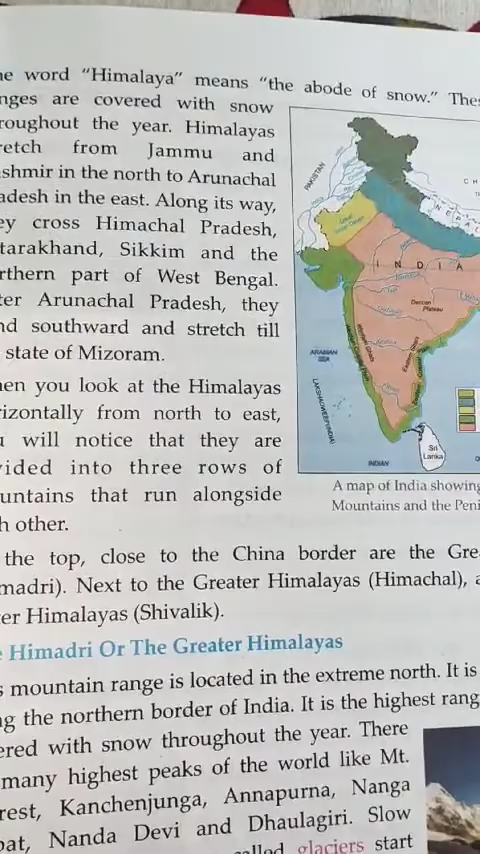 he word “Himalaya” means “the abode of snow.” Thes
nges are covered with snow
roughout the year. Himalayas
retch from Jammu and
shmir in the north to Arunachal
adesh in the east. Along its way,
ey cross Himachal Pradesh,
tarakhand, Sikkim and the
rthern part of West Bengal.
ter Arunachal Pradesh, they
nd southward and stretch till
state of Mizoram.
en you look at the Himalayas
rizontally from north to east,
u will notice that they are
vided into three rows of
untains that run alongside
h other.
PAKISTAN
C H
N E P A L
I N D I A
Deccan
Plateau
Western Ghats
Eastern Ghats
ARABIAN
SEA
LAKSHADWEEP(INDIA)
Sri
Lanka
INDIAN
A map of India showing
Mountains and the Peni
the top, close to the China border are the Gre
madri). Next to the Greater Himalayas (Himachal), a
er Himalayas (Shivalik).
e Himadri Or The Greater Himalayas
s mountain range is located in the extreme north. It is
ng the northern border of India. It is the highest rang
ered with snow throughout the year. There
many highest peaks of the world like Mt.
rest, Kanchenjunga, Annapurna, Nanga
bat, Nanda Devi and Dhaulagiri. Slow
called glaciers start